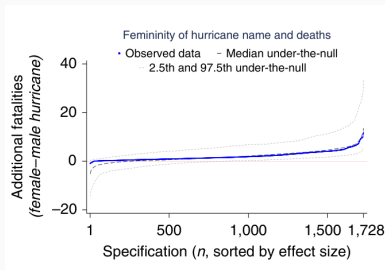 Femininity of hurricane name and deaths
Observed data
Median under-the-null
2.5th and 97.5th under-the-null
Additional fatalities
(female–male hurricane)
40
20
0
−20
1
500
1,000
1,500
1,728
Specification (n, sorted by effect size)